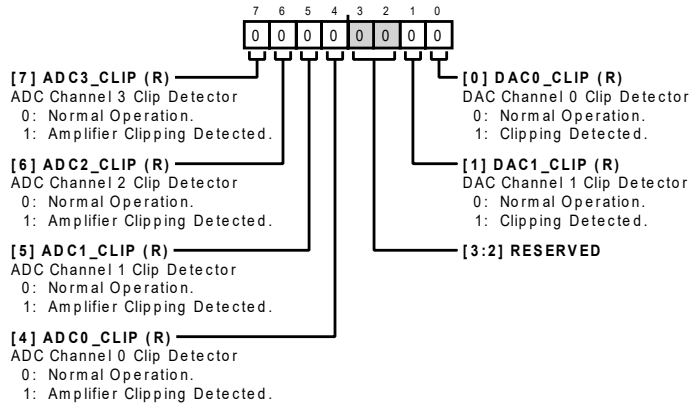 7 6 5 4 3 2 1 0
0 0 0 0 0 0 0 0
[7] ADC3_CLIP (R)
ADC Channel 3 Clip Detector
0: Normal Operation.
1: Amplifier Clipping Detected.
[6] ADC2_CLIP (R)
ADC Channel 2 Clip Detector
0: Normal Operation.
1: Amplifier Clipping Detected.
[5] ADC1_CLIP (R)
ADC Channel 1 Clip Detector
0: Normal Operation.
1: Amplifier Clipping Detected.
[4] ADC0_CLIP (R)
ADC Channel 0 Clip Detector
0: Normal Operation.
1: Amplifier Clipping Detected.
[0] DAC0_CLIP (R)
DAC Channel 0 Clip Detector
0: Normal Operation.
1: Clipping Detected.
[1] DAC1_CLIP (R)
DAC Channel 1 Clip Detector
0: Normal Operation.
1: Clipping Detected.
[3:2] RESERVED